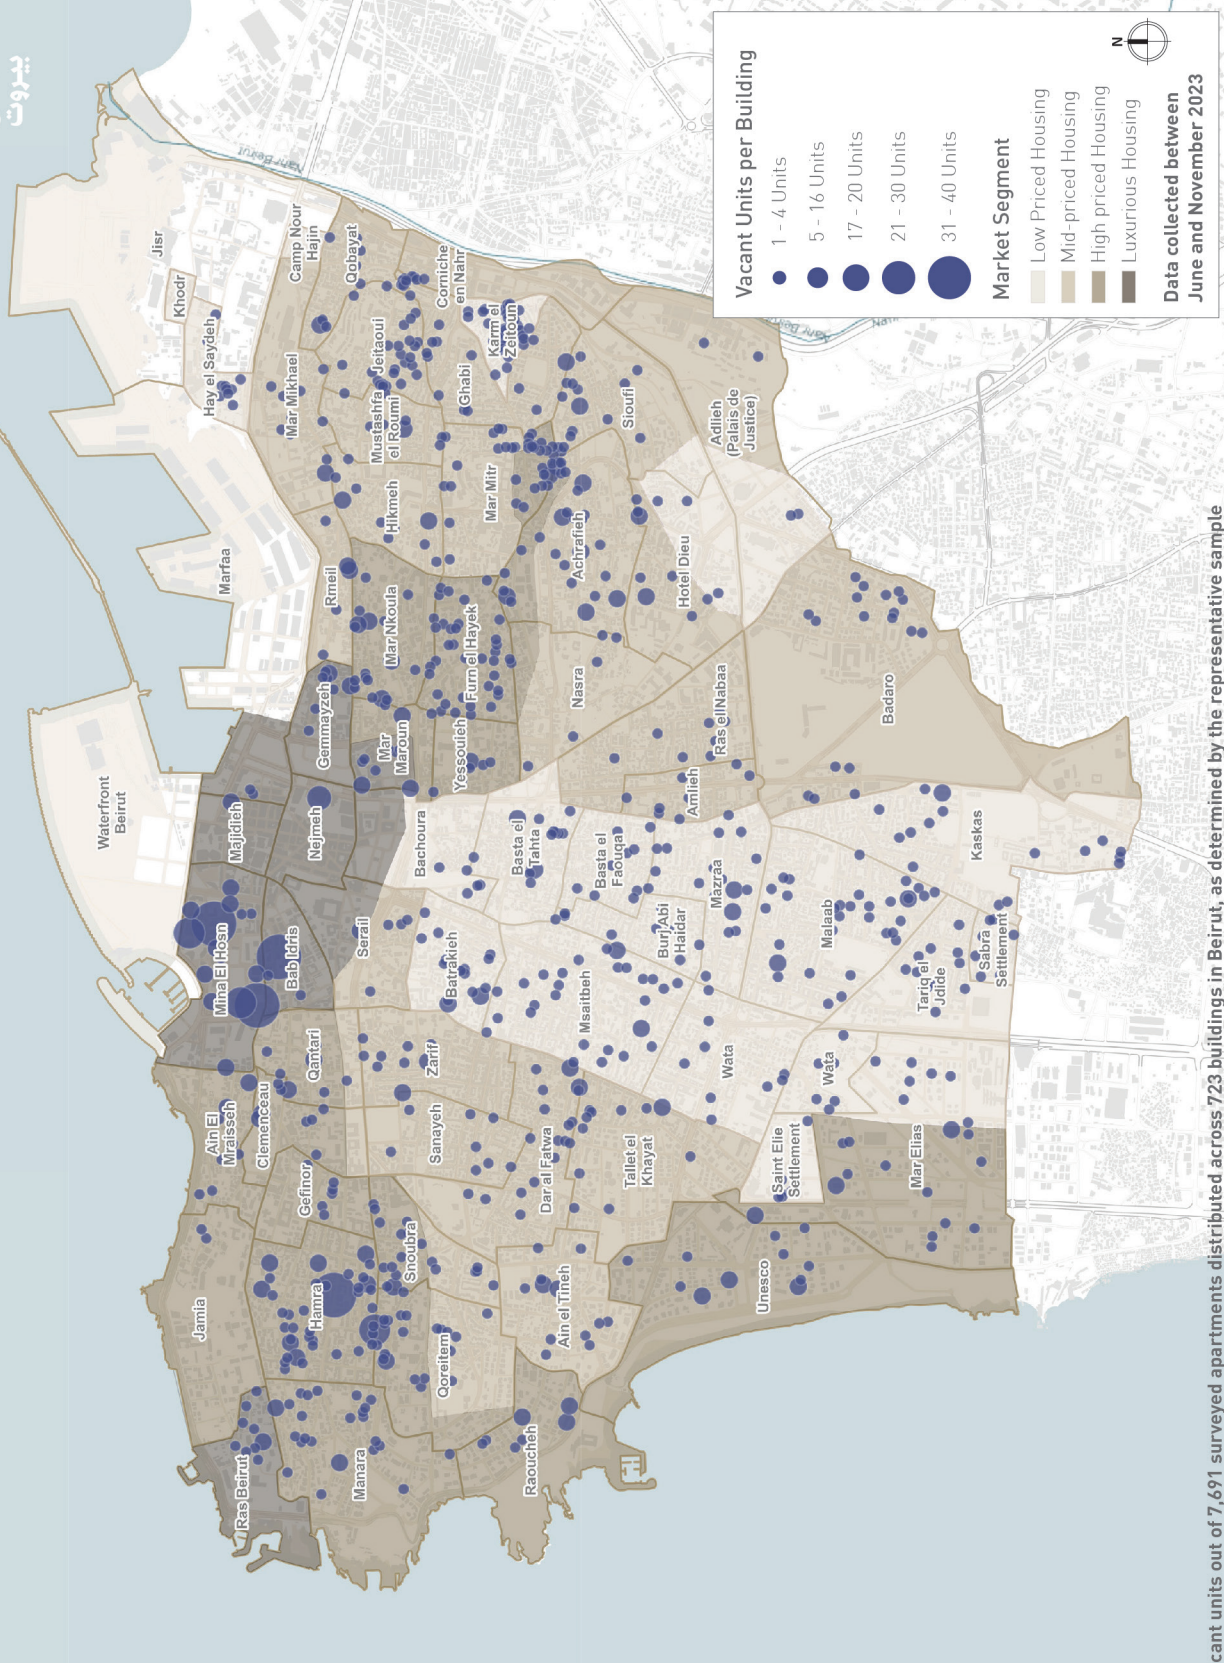 بيروت
Nahr Beirut
Jisr
Khodr
Hay el Saydeh
Camp Nour
Hajin
Qobayat
Corniche
en Nahr
Mar Mikhael
Jeitaoui
Karm el
Zeitoun
Ghabi
Mustashfa
el Roumi
Sioufi
Adlieh
(Palais de
Justice)
Mar Mitr
Hikmeh
Achrafieh
Hotel Dieu
Marfaa
Rmeil
Mar Nkoula
Furn el Hayek
Nasra
Ras el Nabaa
Badaro
Gemmayzeh
Mar
Maroun
Yessouieh
Amlieh
Waterfront
Beirut
Majidieh
Nejmeh
Bachoura
Basta el
Tahta
Basta el
Faouqa
Mazraa
Kaskas
Mina El Hosn
Bab Idris
Serail
Batrakieh
Burj Abi
Haidar
Malaab
Sabra
Settlement
Tariq el
Jdide
Msaitbeh
Wata
Wata
Qantari
Zarif
Ain El
Mraisseh
Clemenceau
Sanayeh
Dar al Fatwa
Tallet el
Khayat
Saint Elie
Settlement
Mar Elias
Gefinor
Snoubra
Jamia
Hamra
Ain el Tineh
Unesco
Qoreitem
Ras Beirut
Manara
Raoucheh
Nahr Beirut
Vacant Units per Building
1 - 4 Units
5 - 16 Units
17 - 20 Units
21 - 30 Units
31 - 40 Units
Market Segment
Low Priced Housing
Mid-priced Housing
High priced Housing
Luxurious Housing
N
Data collected between
June and November 2023
cant units out of 7,691 surveyed apartments distributed across 723 buildings in Beirut, as determined by the representative sample